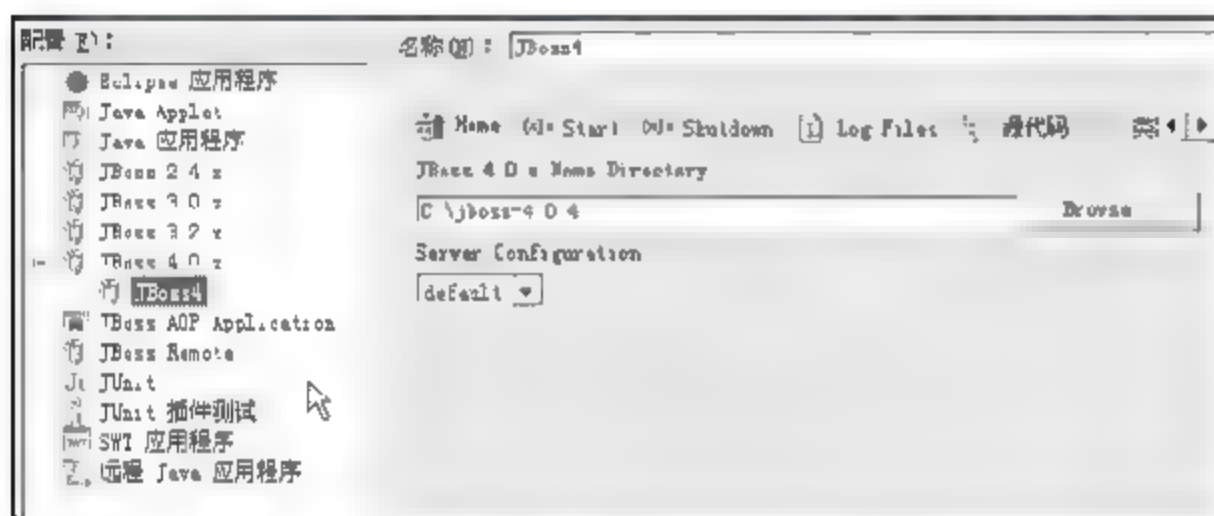 配置(F):
Eclipse 应用程序
Java Applet
Java 应用程序
JBoss 2.4.x
JBoss 3.0.x
JBoss 3.2.x
JBoss 4.0.x
JBoss4
JBoss AOP Application
JBoss Remote
JUnit
JUnit 插件测试
SWT 应用程序
远程 Java 应用程序
名称(N): JBoss4
Home (x)= Start (x)= Shutdown Log Files 源代码
JBoss 4.0.x Home Directory
C:\jboss-4.0.4 Browse
Server Configuration
default